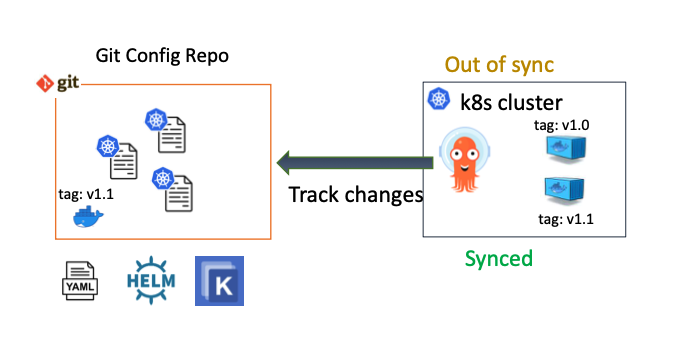 Git Config Repo
Out of sync
git
k8s cluster
tag: v1.0
tag: v1.1
Track changes
tag: v1.1
Synced
YAML
HELM
K